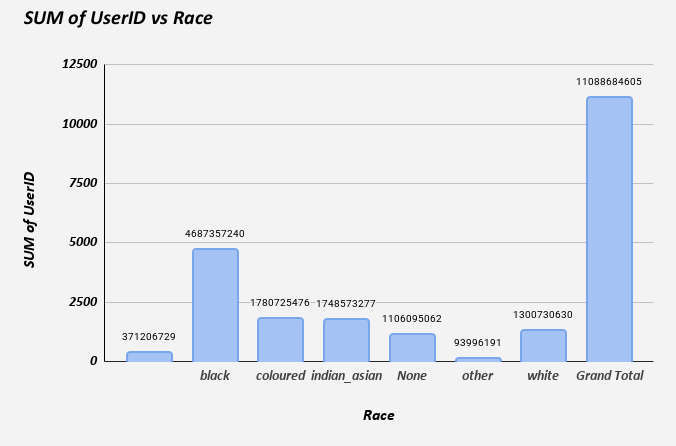 SUM of UserID vs Race
12500
10000
7500
5000
2500
0
SUM of UserID
371206729
4687357240
1780725476
1748573277
1106095062
93996191
1300730630
11088684605
black
coloured
indian_asian
None
other
white
Grand Total
Race